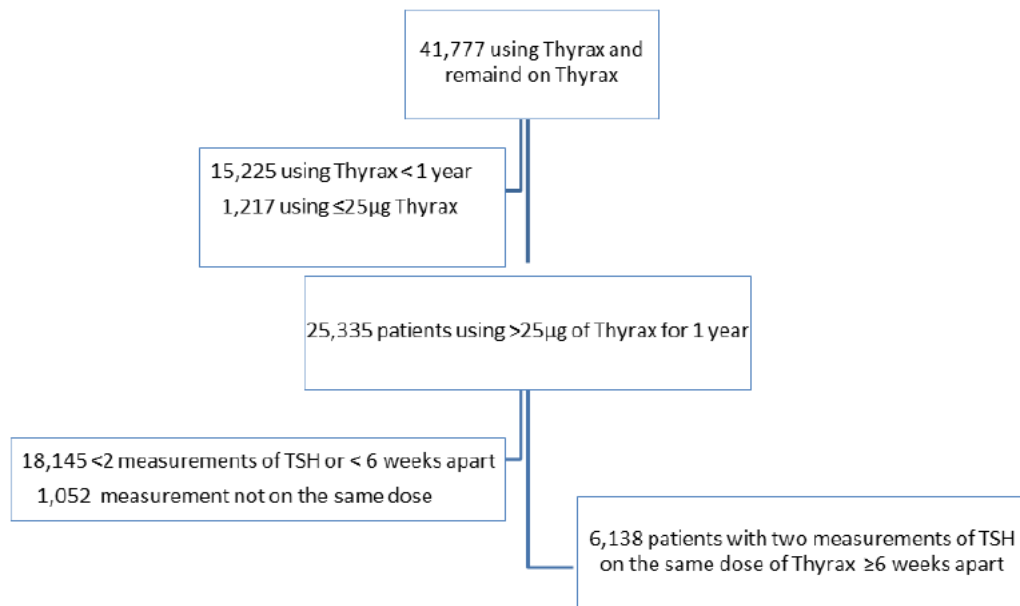 41,777 using Thyrax and
remaind on Thyrax
15,225 using Thyrax < 1 year
1,217 using ≤25µg Thyrax
25,335 patients using >25µg of Thyrax for 1 year
18,145 <2 measurements of TSH or < 6 weeks apart
1,052 measurement not on the same dose
6,138 patients with two measurements of TSH
on the same dose of Thyrax ≥6 weeks apart